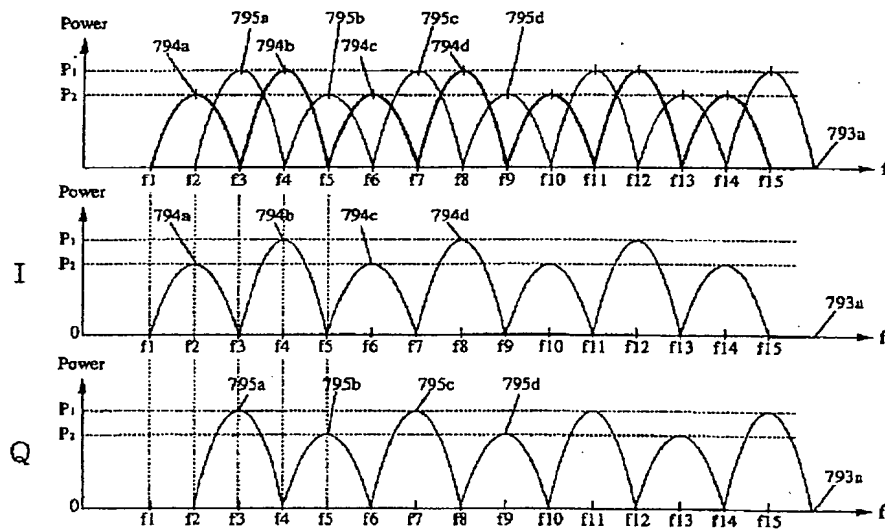 Power
794a 795a 794b 795b 794c 795c 794d 795d
P1
P2
793a
f1 f2 f3 f4 f5 f6 f7 f8 f9 f10 f11 f12 f13 f14 f15 f
Power
794a 794b 794c 794d
P1
P2
I
793a
0
f1 f2 f3 f4 f5 f6 f7 f8 f9 f10 f11 f12 f13 f14 f15 f
Power
795a 795b 795c 795d
P1
P2
Q
793a
0
f1 f2 f3 f4 f5 f6 f7 f8 f9 f10 f11 f12 f13 f14 f15 f